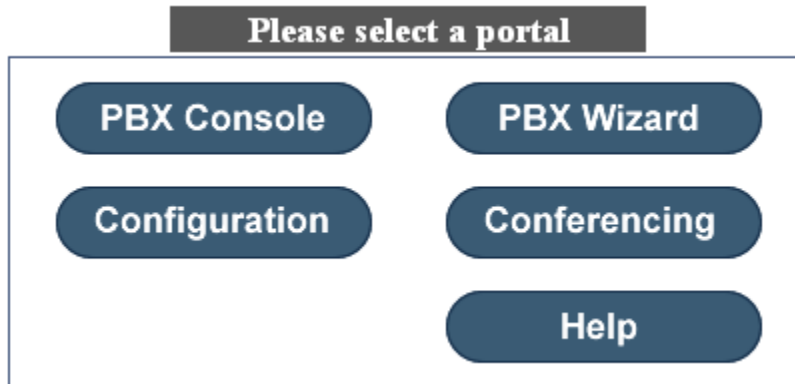 Please select a portal
PBX Console
PBX Wizard
Configuration
Conferencing
Help